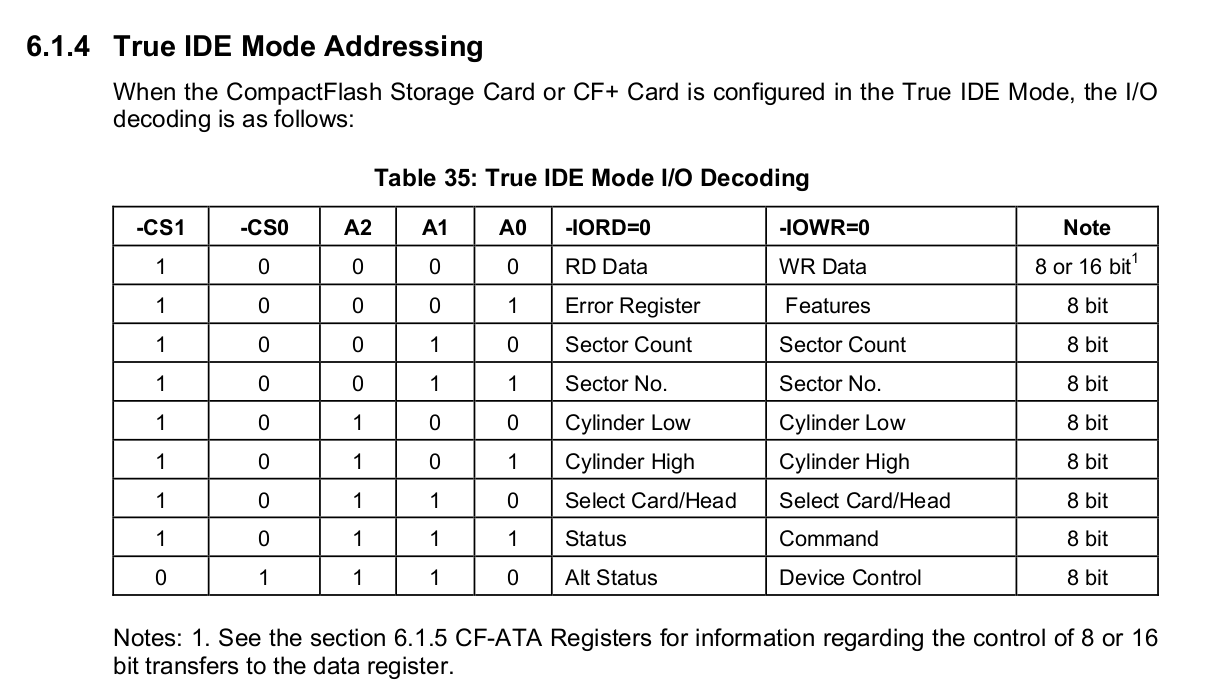 6.1.4 True IDE Mode Addressing
When the CompactFlash Storage Card or CF+ Card is configured in the True IDE Mode, the I/O
decoding is as follows:
Table 35: True IDE Mode I/O Decoding
-CS1 -CS0 A2 A1 A0 -IORD=0 -IOWR=0 Note
1 0 0 0 0 RD Data WR Data 8 or 16 bit1
1 0 0 0 1 Error Register Features 8 bit
1 0 0 1 0 Sector Count Sector Count 8 bit
1 0 0 1 1 Sector No. Sector No. 8 bit
1 0 1 0 0 Cylinder Low Cylinder Low 8 bit
1 0 1 0 1 Cylinder High Cylinder High 8 bit
1 0 1 1 0 Select Card/Head Select Card/Head 8 bit
1 0 1 1 1 Status Command 8 bit
0 1 1 1 0 Alt Status Device Control 8 bit
Notes: 1. See the section 6.1.5 CF-ATA Registers for information regarding the control of 8 or 16
bit transfers to the data register.